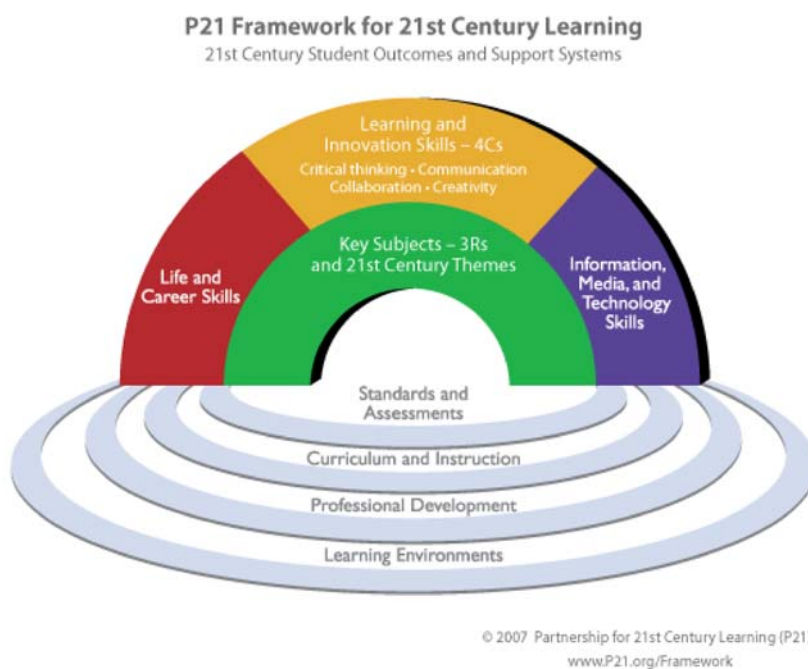 P21 Framework for 21st Century Learning
21st Century Student Outcomes and Support Systems
Learning and
Innovation Skills – 4Cs
Critical thinking • Communication
Collaboration • Creativity
Key Subjects – 3Rs
and 21st Century Themes
Life and
Career Skills
Information,
Media, and
Technology
Skills
Standards and
Assessments
Curriculum and Instruction
Professional Development
Learning Environments
© 2007 Partnership for 21st Century Learning (P21
www.P21.org/Framework